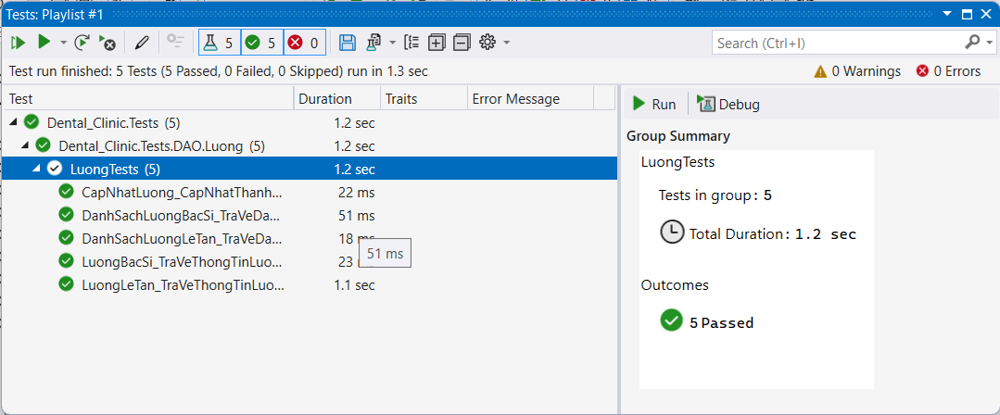 Tests: Playlist #1
5 5 0
Search (Ctrl+I)
Test run finished: 5 Tests (5 Passed, 0 Failed, 0 Skipped) run in 1.3 sec
0 Warnings 0 Errors
Test Duration Traits Error Message
Dental_Clinic.Tests (5) 1.2 sec
Dental_Clinic.Tests.DAO.Luong (5) 1.2 sec
LuongTests (5) 1.2 sec
CapNhatLuong_CapNhatThanh... 22 ms
DanhSachLuongBacSi_TraVeDa... 51 ms
DanhSachLuongLeTan_TraVeDa... 18 ms
51 ms
LuongBacSi_TraVeThongTinLuo... 23
LuongLeTan_TraVeThongTinLuo... 1.1 sec
Run Debug
Group Summary
LuongTests
Tests in group: 5
Total Duration: 1.2 sec
Outcomes
5 Passed